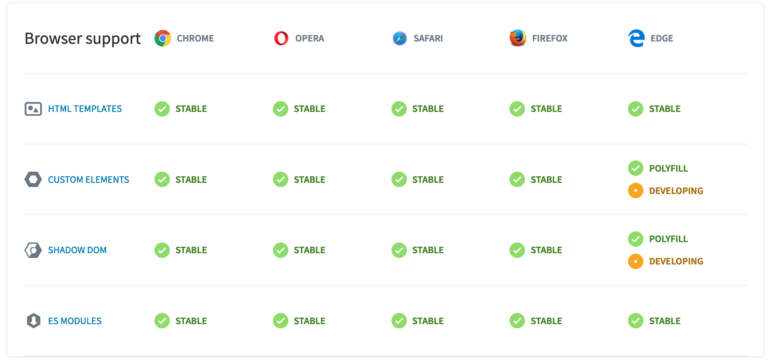 Browser support CHROME OPERA SAFARI FIREFOX EDGE
HTML TEMPLATES STABLE STABLE STABLE STABLE STABLE
CUSTOM ELEMENTS STABLE STABLE STABLE STABLE POLYFILL
DEVELOPING
SHADOW DOM STABLE STABLE STABLE STABLE POLYFILL
DEVELOPING
ES MODULES STABLE STABLE STABLE STABLE STABLE